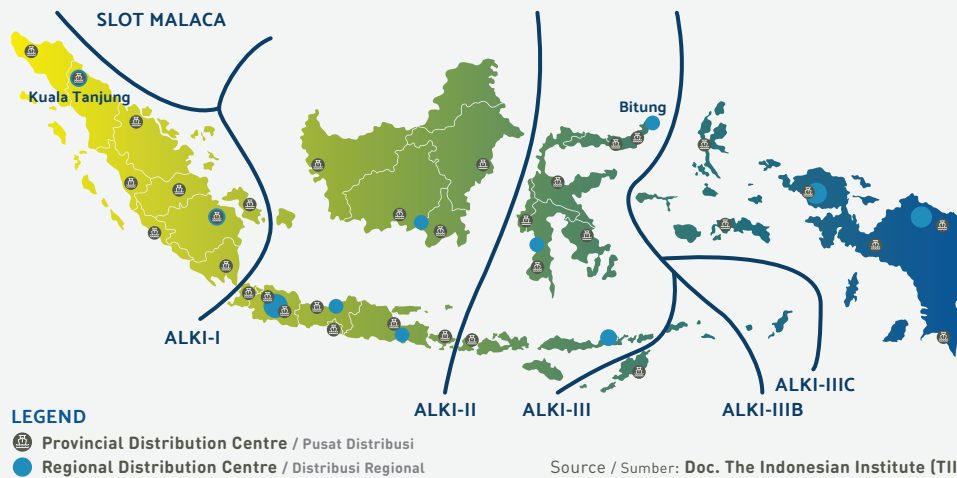 SLOT MALACA
Kuala Tanjung
Bitung
ALKI-I
ALKI-II
ALKI-III
ALKI-IIIB
ALKI-IIIC
LEGEND
Provincial Distribution Centre / Pusat Distribusi
Regional Distribution Centre / Distribusi Regional
Source / Sumber: Doc. The Indonesian Institute (TII